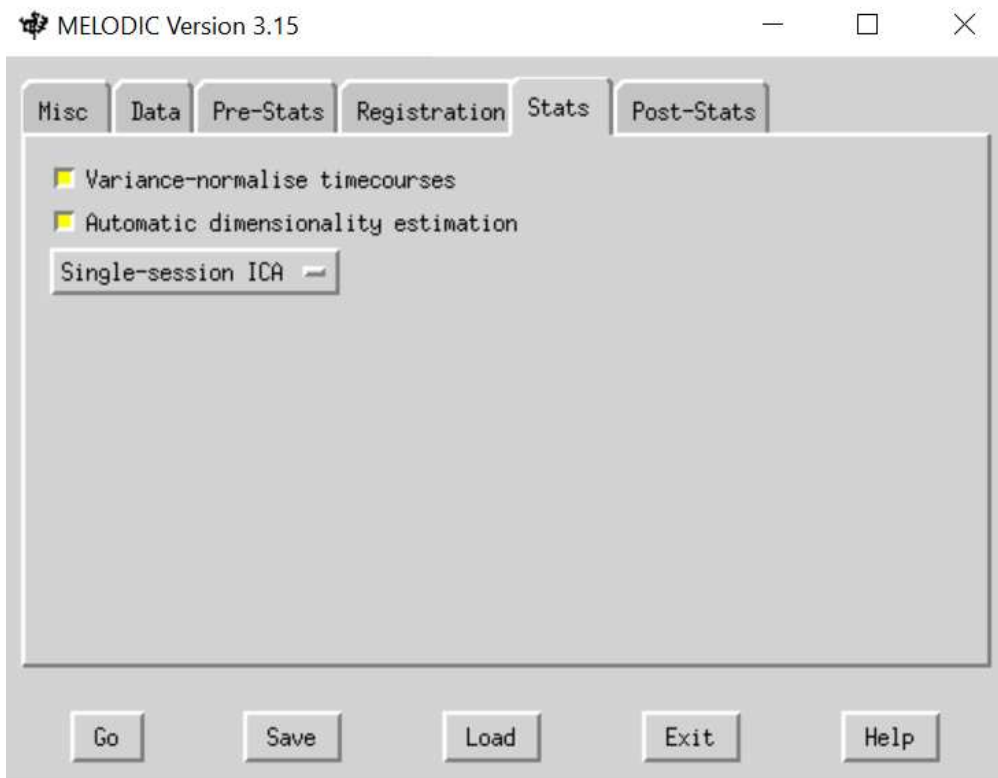 MELODIC Version 3.15
Misc Data Pre-Stats Registration Stats Post-Stats
Variance-normalise timecourses
Automatic dimensionality estimation
Single-session ICA
Go Save Load Exit Help